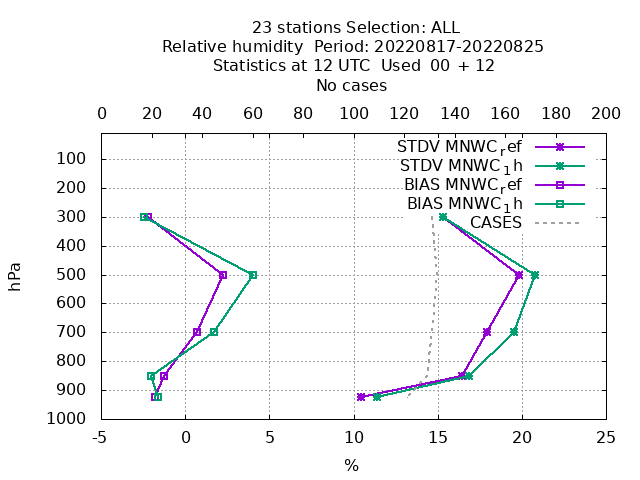 23 stations Selection: ALL
Relative humidity  Period: 20220817-20220825
Statistics at 12 UTC  Used  00 + 12
No cases
0 20 40 60 80 100 120 140 160 180 200
STDV MNWC_ref
STDV MNWC_1h
BIAS MNWC_ref
BIAS MNWC_1h
CASES
100
200
300
400
500
600
700
800
900
1000
hPa
-5 0 5 10 15 20 25
%